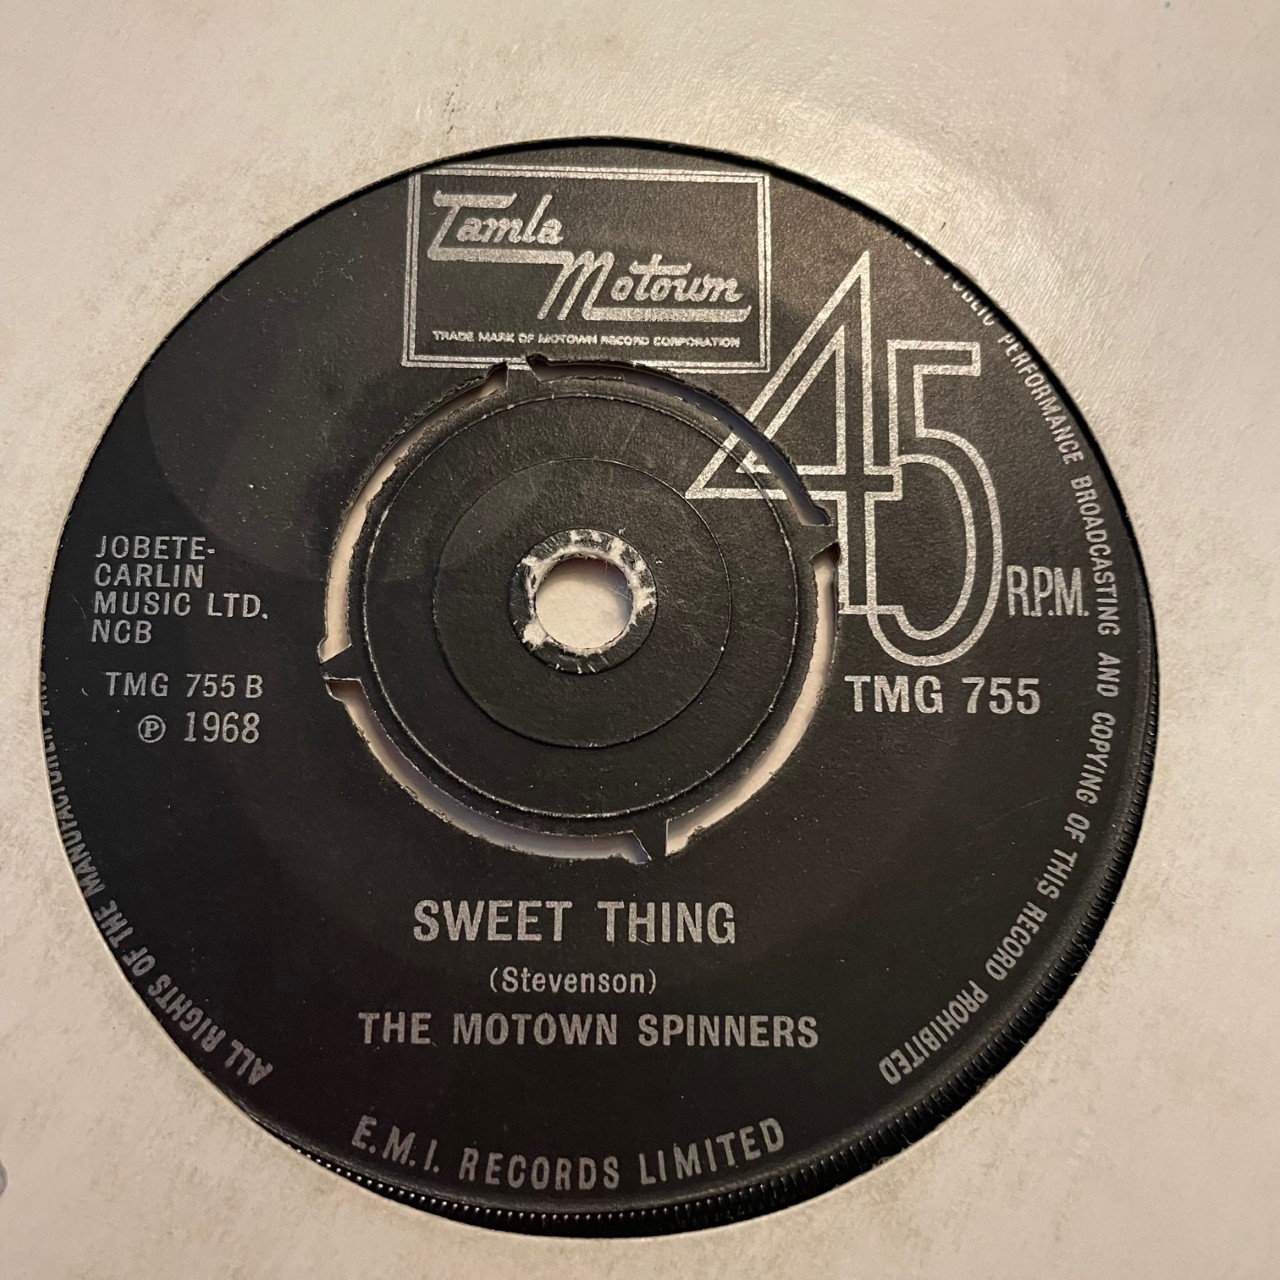 Tamla
Motown
TRADE MARK OF MOTOWN RECORD CORPORATION
45
R.P.M.
JOBETE-
CARLIN
MUSIC LTD.
NCB
TMG 755 B
℗ 1968
TMG 755
SWEET THING
(Stevenson)
THE MOTOWN SPINNERS
E.M.I. RECORDS LIMITED
ALL RIGHTS OF THE MANUFACTURER
PUBLIC PERFORMANCE BROADCASTING AND COPYING OF THIS RECORD PROHIBITED